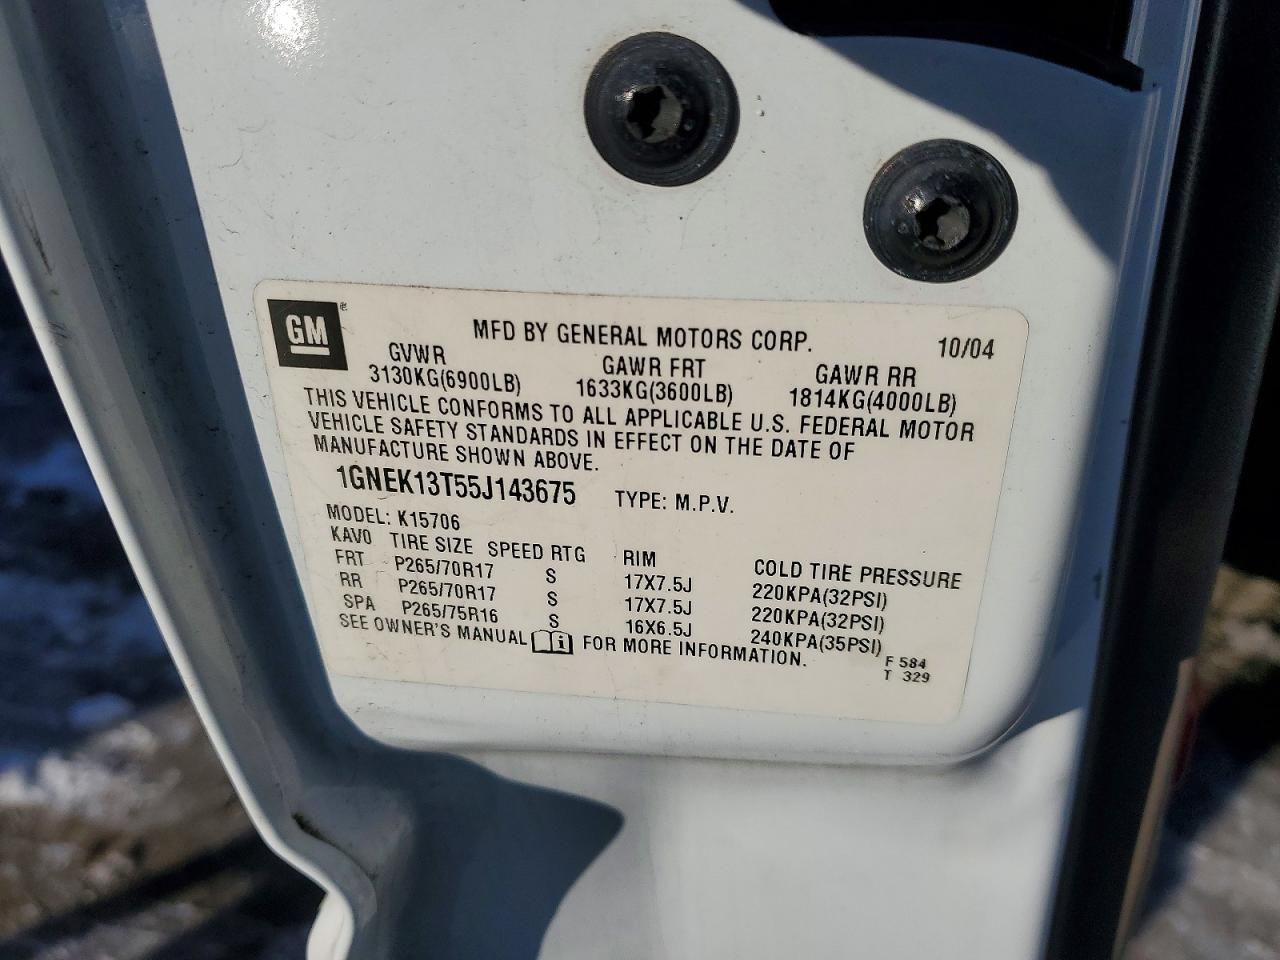 GM ®
MFD BY GENERAL MOTORS CORP. 10/04
GVWR GAWR FRT GAWR RR
3130KG(6900LB) 1633KG(3600LB) 1814KG(4000LB)
THIS VEHICLE CONFORMS TO ALL APPLICABLE U.S. FEDERAL MOTOR
VEHICLE SAFETY STANDARDS IN EFFECT ON THE DATE OF
MANUFACTURE SHOWN ABOVE.
1GNEK13T55J143675 TYPE: M.P.V.
MODEL: K15706
KAVO TIRE SIZE SPEED RTG RIM COLD TIRE PRESSURE
FRT P265/70R17 S 17X7.5J 220KPA(32PSI)
RR P265/70R17 S 17X7.5J 220KPA(32PSI)
SPA P265/75R16 S 16X6.5J 240KPA(35PSI)
SEE OWNER'S MANUAL i FOR MORE INFORMATION.
F 584
T 329